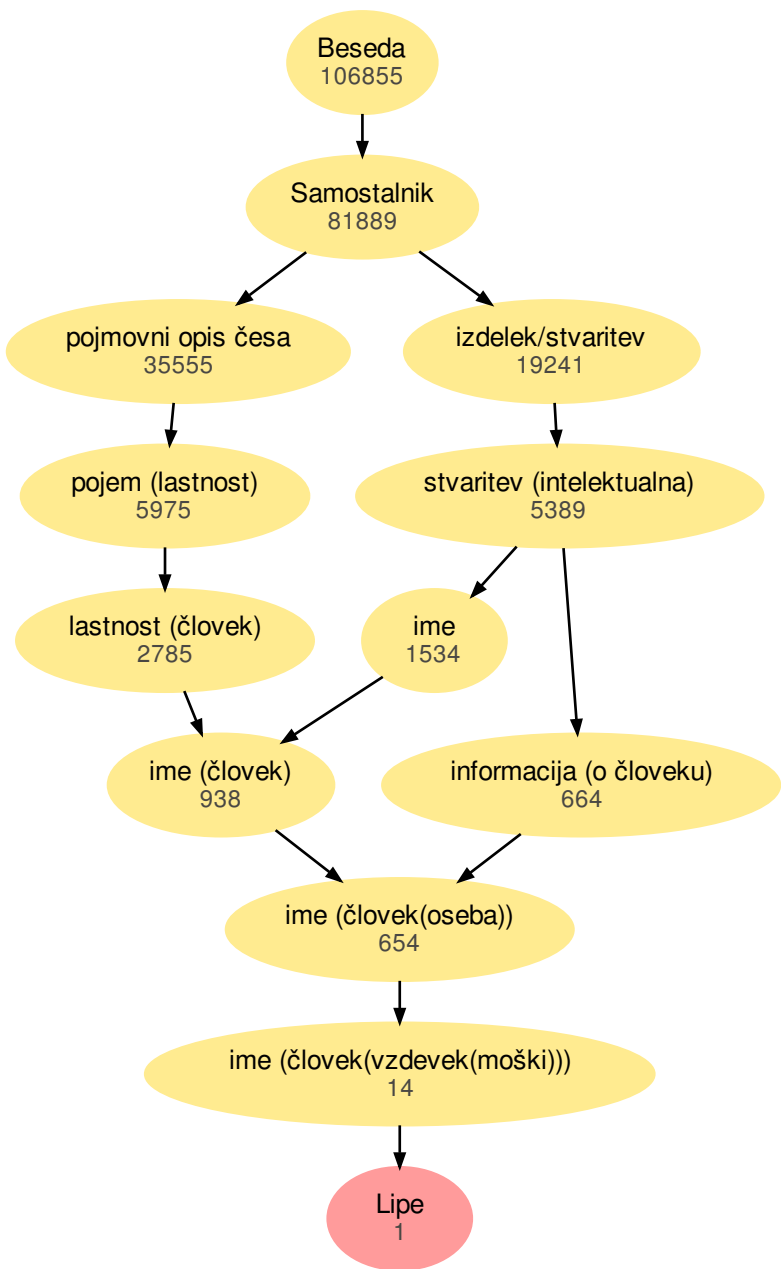 Beseda
106855
Samostalnik
81889
pojmovni opis česa
35555
izdelek/stvaritev
19241
pojem (lastnost)
5975
stvaritev (intelektualna)
5389
lastnost (človek)
2785
ime
1534
ime (človek)
938
informacija (o človeku)
664
ime (človek(oseba))
654
ime (človek(vzdevek(moški)))
14
Lipe
1